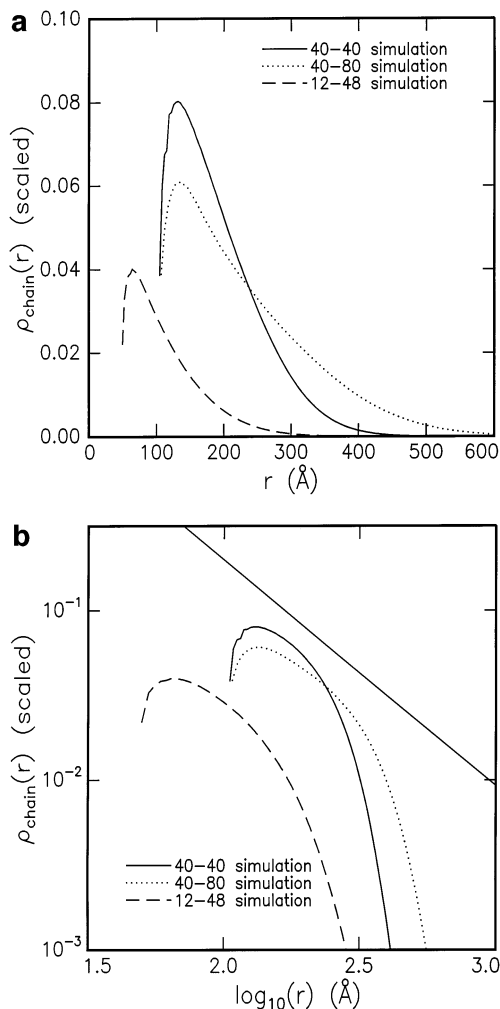 a
0.10
0.08
0.06
0.04
0.02
0.00
ρchain(r) (scaled)
40–40 simulation
40–80 simulation
12–48 simulation
0 100 200 300 400 500 600
r (Å)
b
10⁻¹
10⁻²
10⁻³
ρchain(r) (scaled)
40–40 simulation
40–80 simulation
12–48 simulation
1.5 2.0 2.5 3.0
log₁₀(r) (Å)